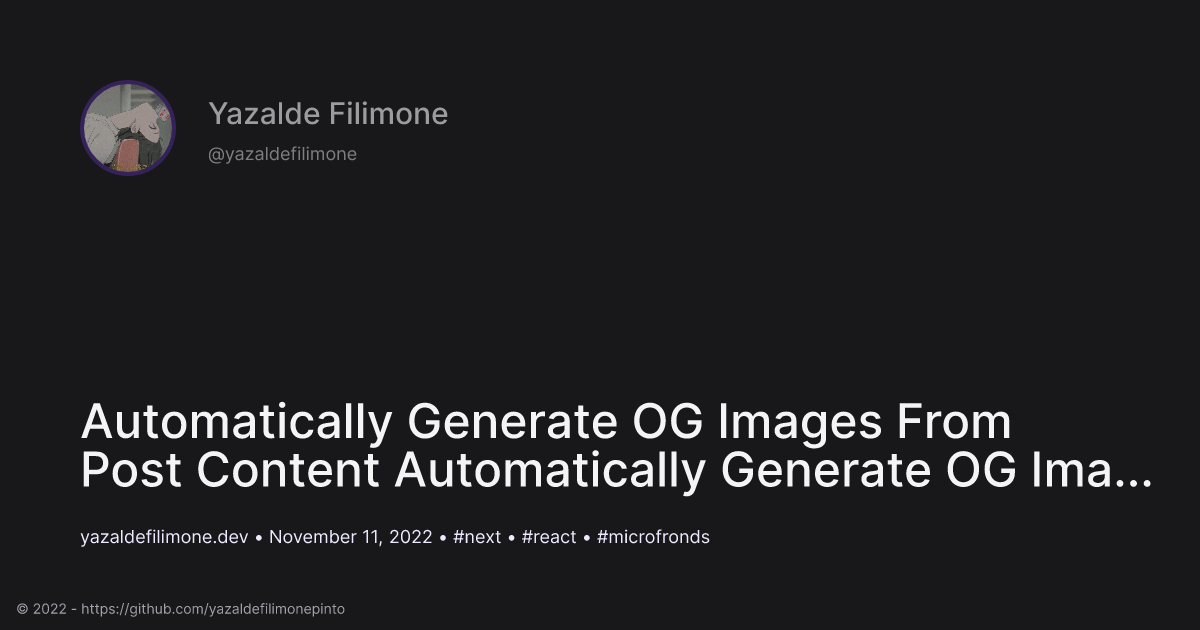 Yazalde Filimone
@yazaldefilimone
Automatically Generate OG Images From
Post Content Automatically Generate OG Ima...
yazaldefilimone.dev • November 11, 2022 • #next • #react • #microfronds
© 2022 - https://github.com/yazaldefilimonepinto